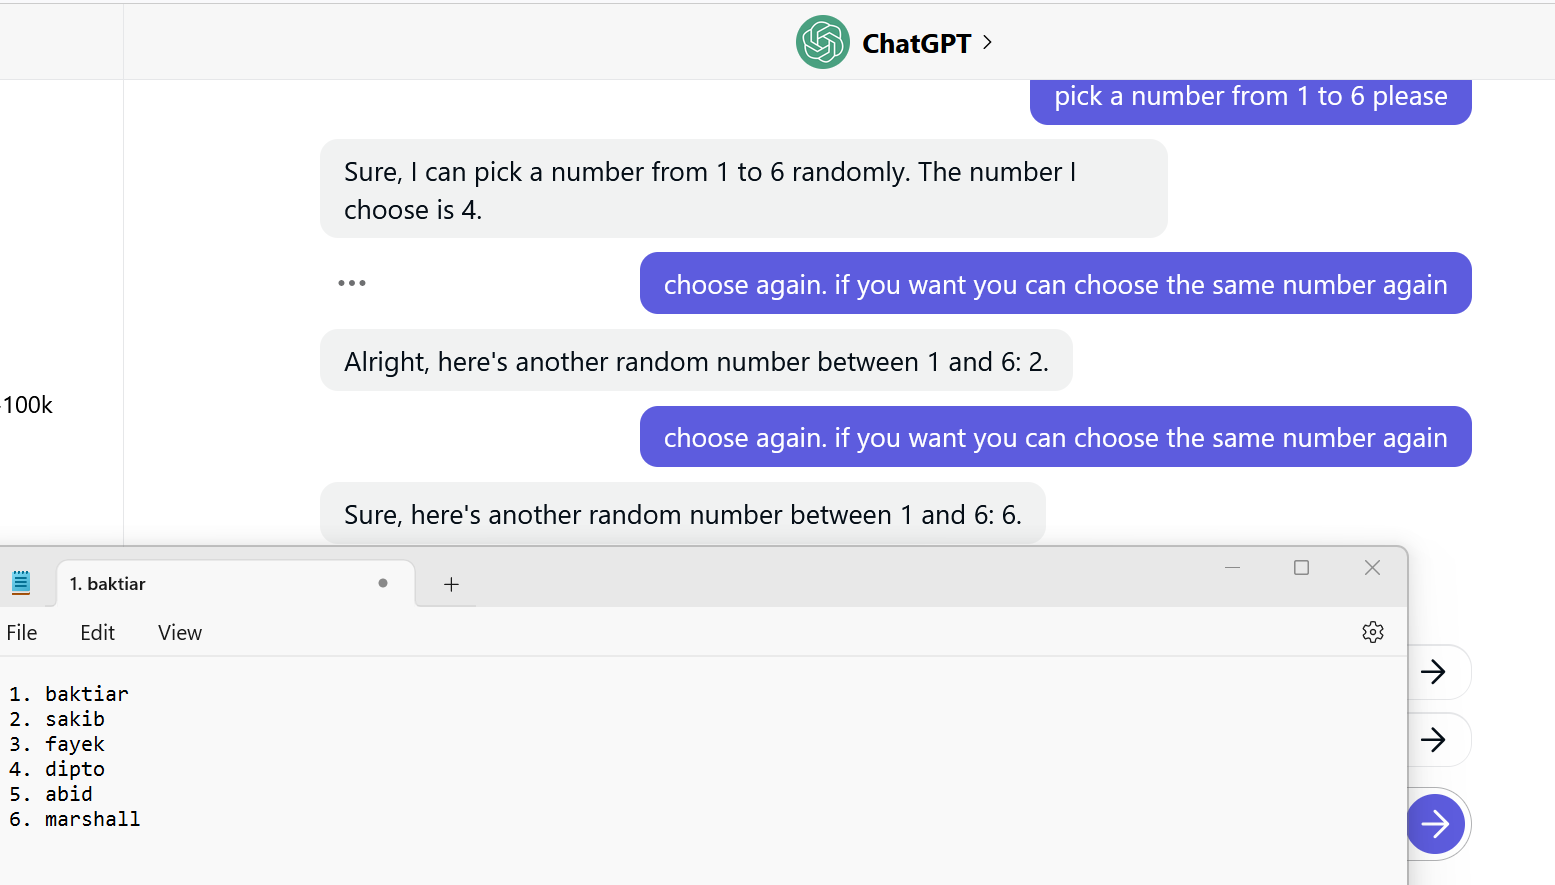 ChatGPT
pick a number from 1 to 6 please
Sure, I can pick a number from 1 to 6 randomly. The number I
choose is 4.
choose again. if you want you can choose the same number again
Alright, here's another random number between 1 and 6: 2.
-100k
choose again. if you want you can choose the same number again
Sure, here's another random number between 1 and 6: 6.
1. baktiar
File Edit View
1. baktiar
2. sakib
3. fayek
4. dipto
5. abid
6. marshall